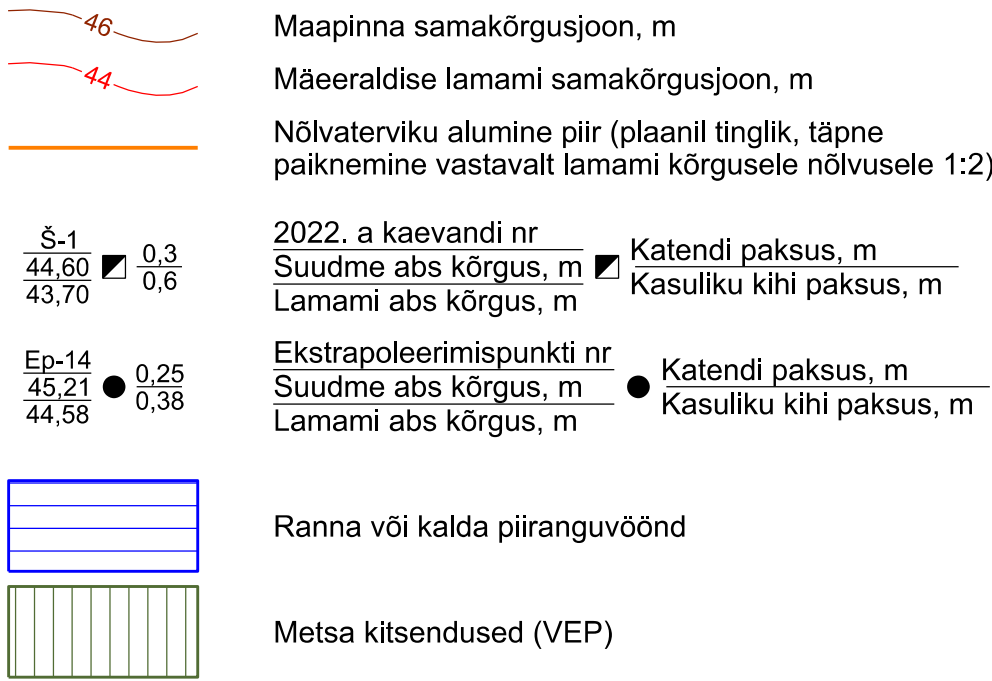 46
Maapinna samakõrgusjoon, m
44
Mäeeraldise lamami samakõrgusjoon, m
Nõlvaterviku alumine piir (plaanil tinglik, täpne
paiknemine vastavalt lamami kõrgusele nõlvusele 1:2)
Š-1
44,60
43,70
0,3
0,6
2022. a kaevandi nr
Suudme abs kõrgus, m
Lamami abs kõrgus, m
Katendi paksus, m
Kasuliku kihi paksus, m
Ep-14
45,21
44,58
0,25
0,38
Ekstrapoleerimispunkti nr
Suudme abs kõrgus, m
Lamami abs kõrgus, m
Katendi paksus, m
Kasuliku kihi paksus, m
Ranna või kalda piiranguvöönd
Metsa kitsendused (VEP)